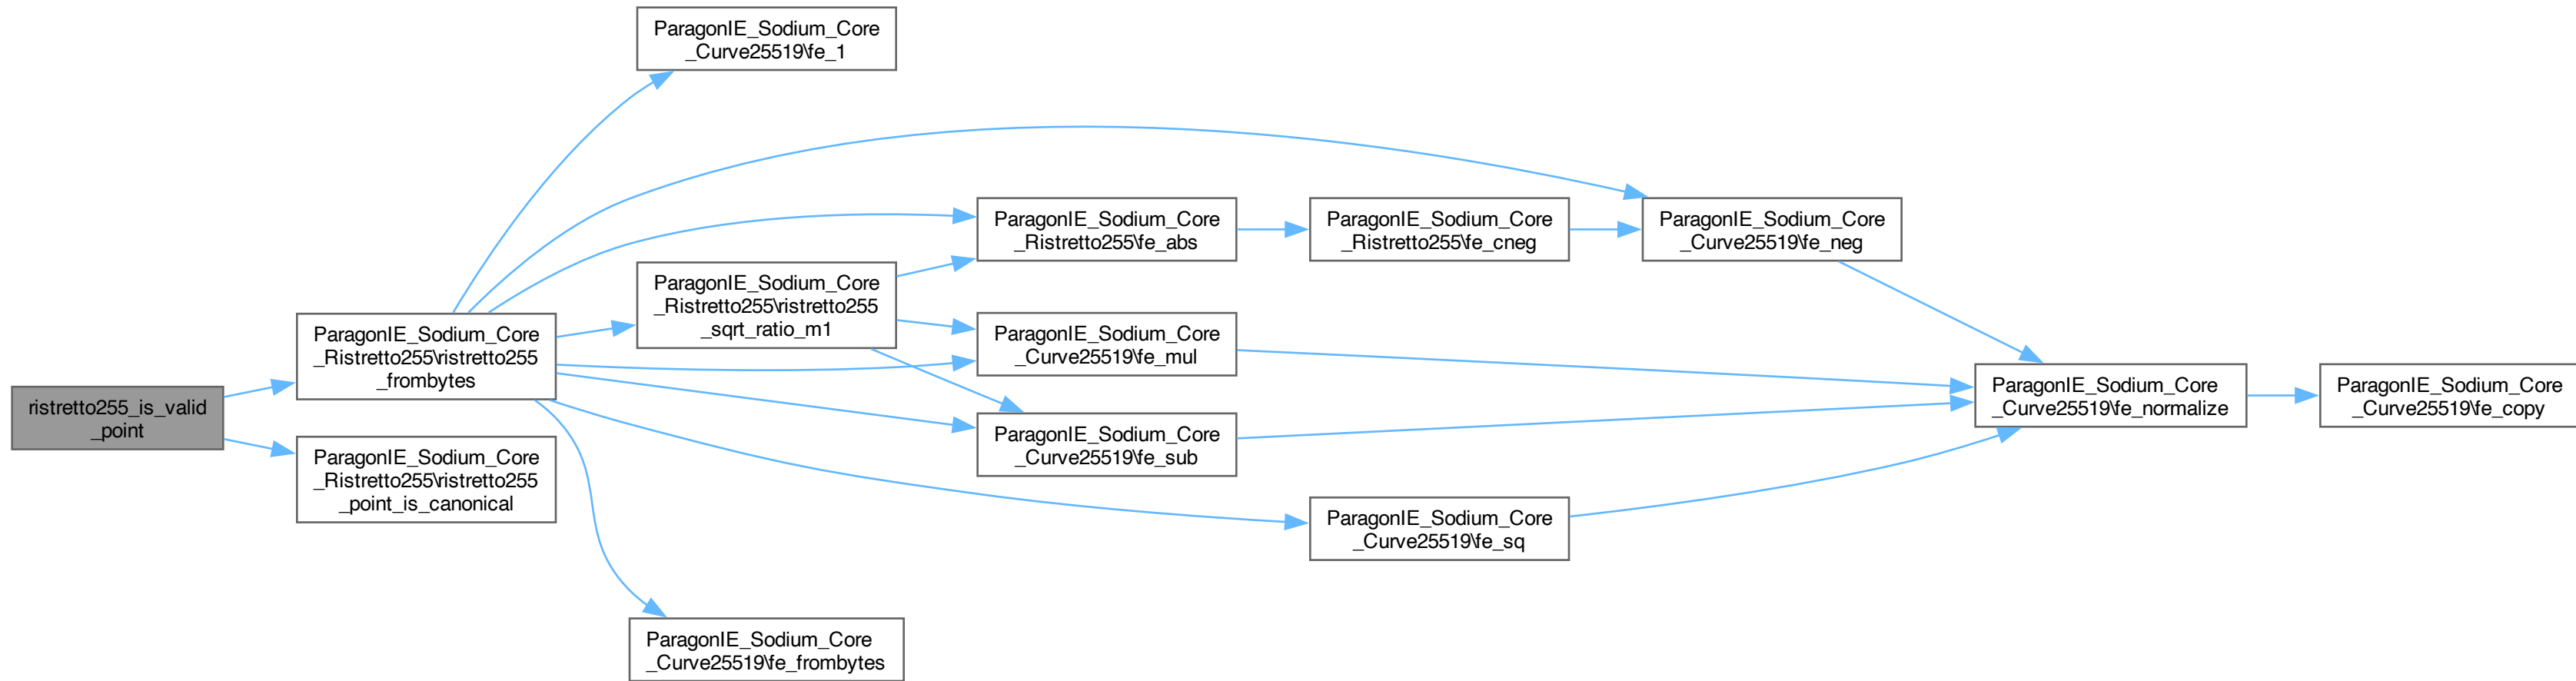 ParagonIE_Sodium_Core
_Curve25519\fe_1
ParagonIE_Sodium_Core
_Ristretto255\fe_abs
ParagonIE_Sodium_Core
_Ristretto255\fe_cneg
ParagonIE_Sodium_Core
_Curve25519\fe_neg
ParagonIE_Sodium_Core
_Ristretto255\ristretto255
_sqrt_ratio_m1
ParagonIE_Sodium_Core
_Ristretto255\ristretto255
_frombytes
ParagonIE_Sodium_Core
_Curve25519\fe_mul
ristretto255_is_valid
_point
ParagonIE_Sodium_Core
_Curve25519\fe_normalize
ParagonIE_Sodium_Core
_Curve25519\fe_copy
ParagonIE_Sodium_Core
_Curve25519\fe_sub
ParagonIE_Sodium_Core
_Ristretto255\ristretto255
_point_is_canonical
ParagonIE_Sodium_Core
_Curve25519\fe_sq
ParagonIE_Sodium_Core
_Curve25519\fe_frombytes